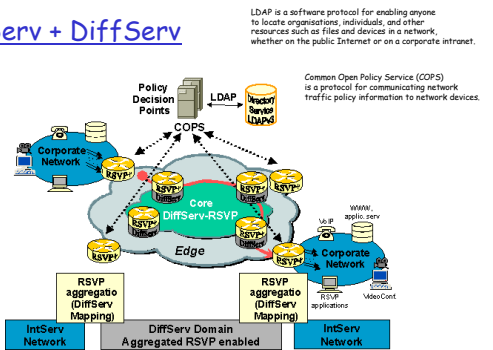 Serv + DiffServ
LDAP is a software protocol for enabling anyone
to locate organisations, individuals, and other
resources such as files and devices in a network,
whether on the public Internet or on a corporate intranet.
Common Open Policy Service (COPS)
is a protocol for communicating network
traffic policy information to network devices.
Policy
Decision
Points
LDAP
Directory
Service
LDAPv3
COPS
Corporate
Network
RSVP+
RSVP+
RSVP+
DiffServ
RSVP+
DiffServ
Core
DiffServ-RSVP
RSVP+
DiffServ
RSVP+
DiffServ
RSVP+
Edge
RSVP+
WWW,
applic. serv
VoIP
Corporate
Network
RSVP
applications
VideoConf.
RSVP
aggregatio
(DiffServ
Mapping)
RSVP
aggregatio
(DiffServ
Mapping)
IntServ
Network
DiffServ Domain
Aggregated RSVP enabled
IntServ
Network